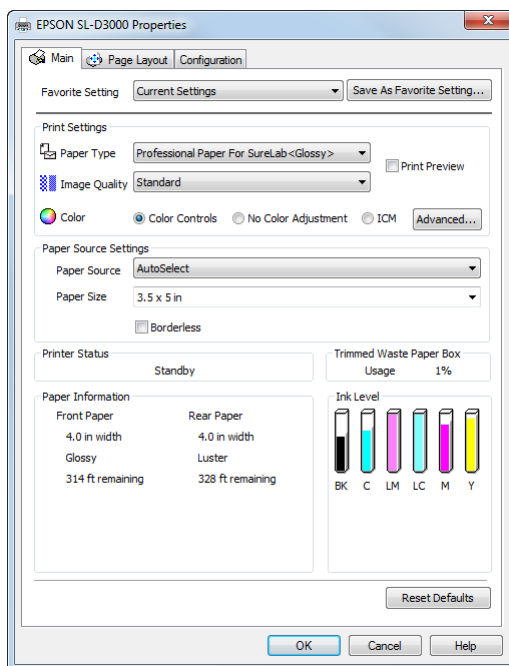 EPSON SL-D3000 Properties
Main Page Layout Configuration
Favorite Setting Current Settings Save As Favorite Setting...
Print Settings
Paper Type Professional Paper For SureLab<Glossy>
Print Preview
Image Quality Standard
Color Color Controls No Color Adjustment ICM Advanced...
Paper Source Settings
Paper Source AutoSelect
Paper Size 3.5 x 5 in
Borderless
Printer Status Trimmed Waste Paper Box
Standby Usage 1%
Paper Information Ink Level
Front Paper Rear Paper
4.0 in width 4.0 in width
Glossy Luster
314 ft remaining 328 ft remaining
BK C LM LC M Y
Reset Defaults
OK Cancel Help